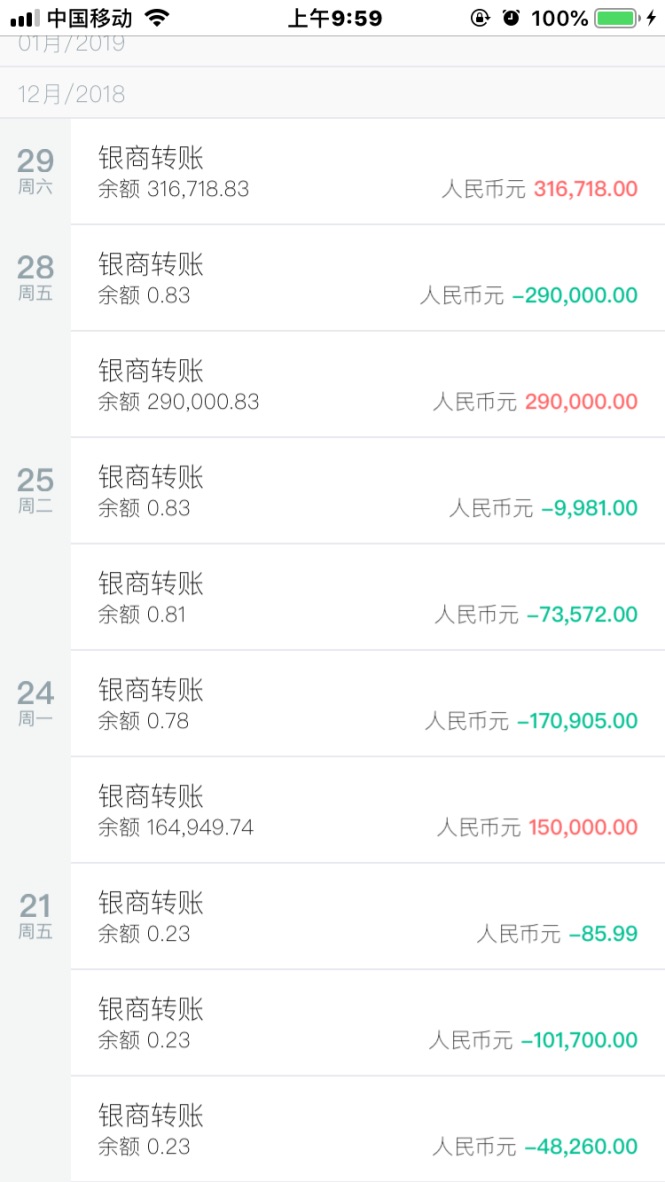 中国移动
上午9:59
100%
01月/2019
12月/2018
29
周六
银商转账
余额 316,718.83
人民币元 316,718.00
28
周五
银商转账
余额 0.83
人民币元 -290,000.00
银商转账
余额 290,000.83
人民币元 290,000.00
25
周二
银商转账
余额 0.83
人民币元 -9,981.00
银商转账
余额 0.81
人民币元 -73,572.00
24
周一
银商转账
余额 0.78
人民币元 -170,905.00
银商转账
余额 164,949.74
人民币元 150,000.00
21
周五
银商转账
余额 0.23
人民币元 -85.99
银商转账
余额 0.23
人民币元 -101,700.00
银商转账
余额 0.23
人民币元 -48,260.00